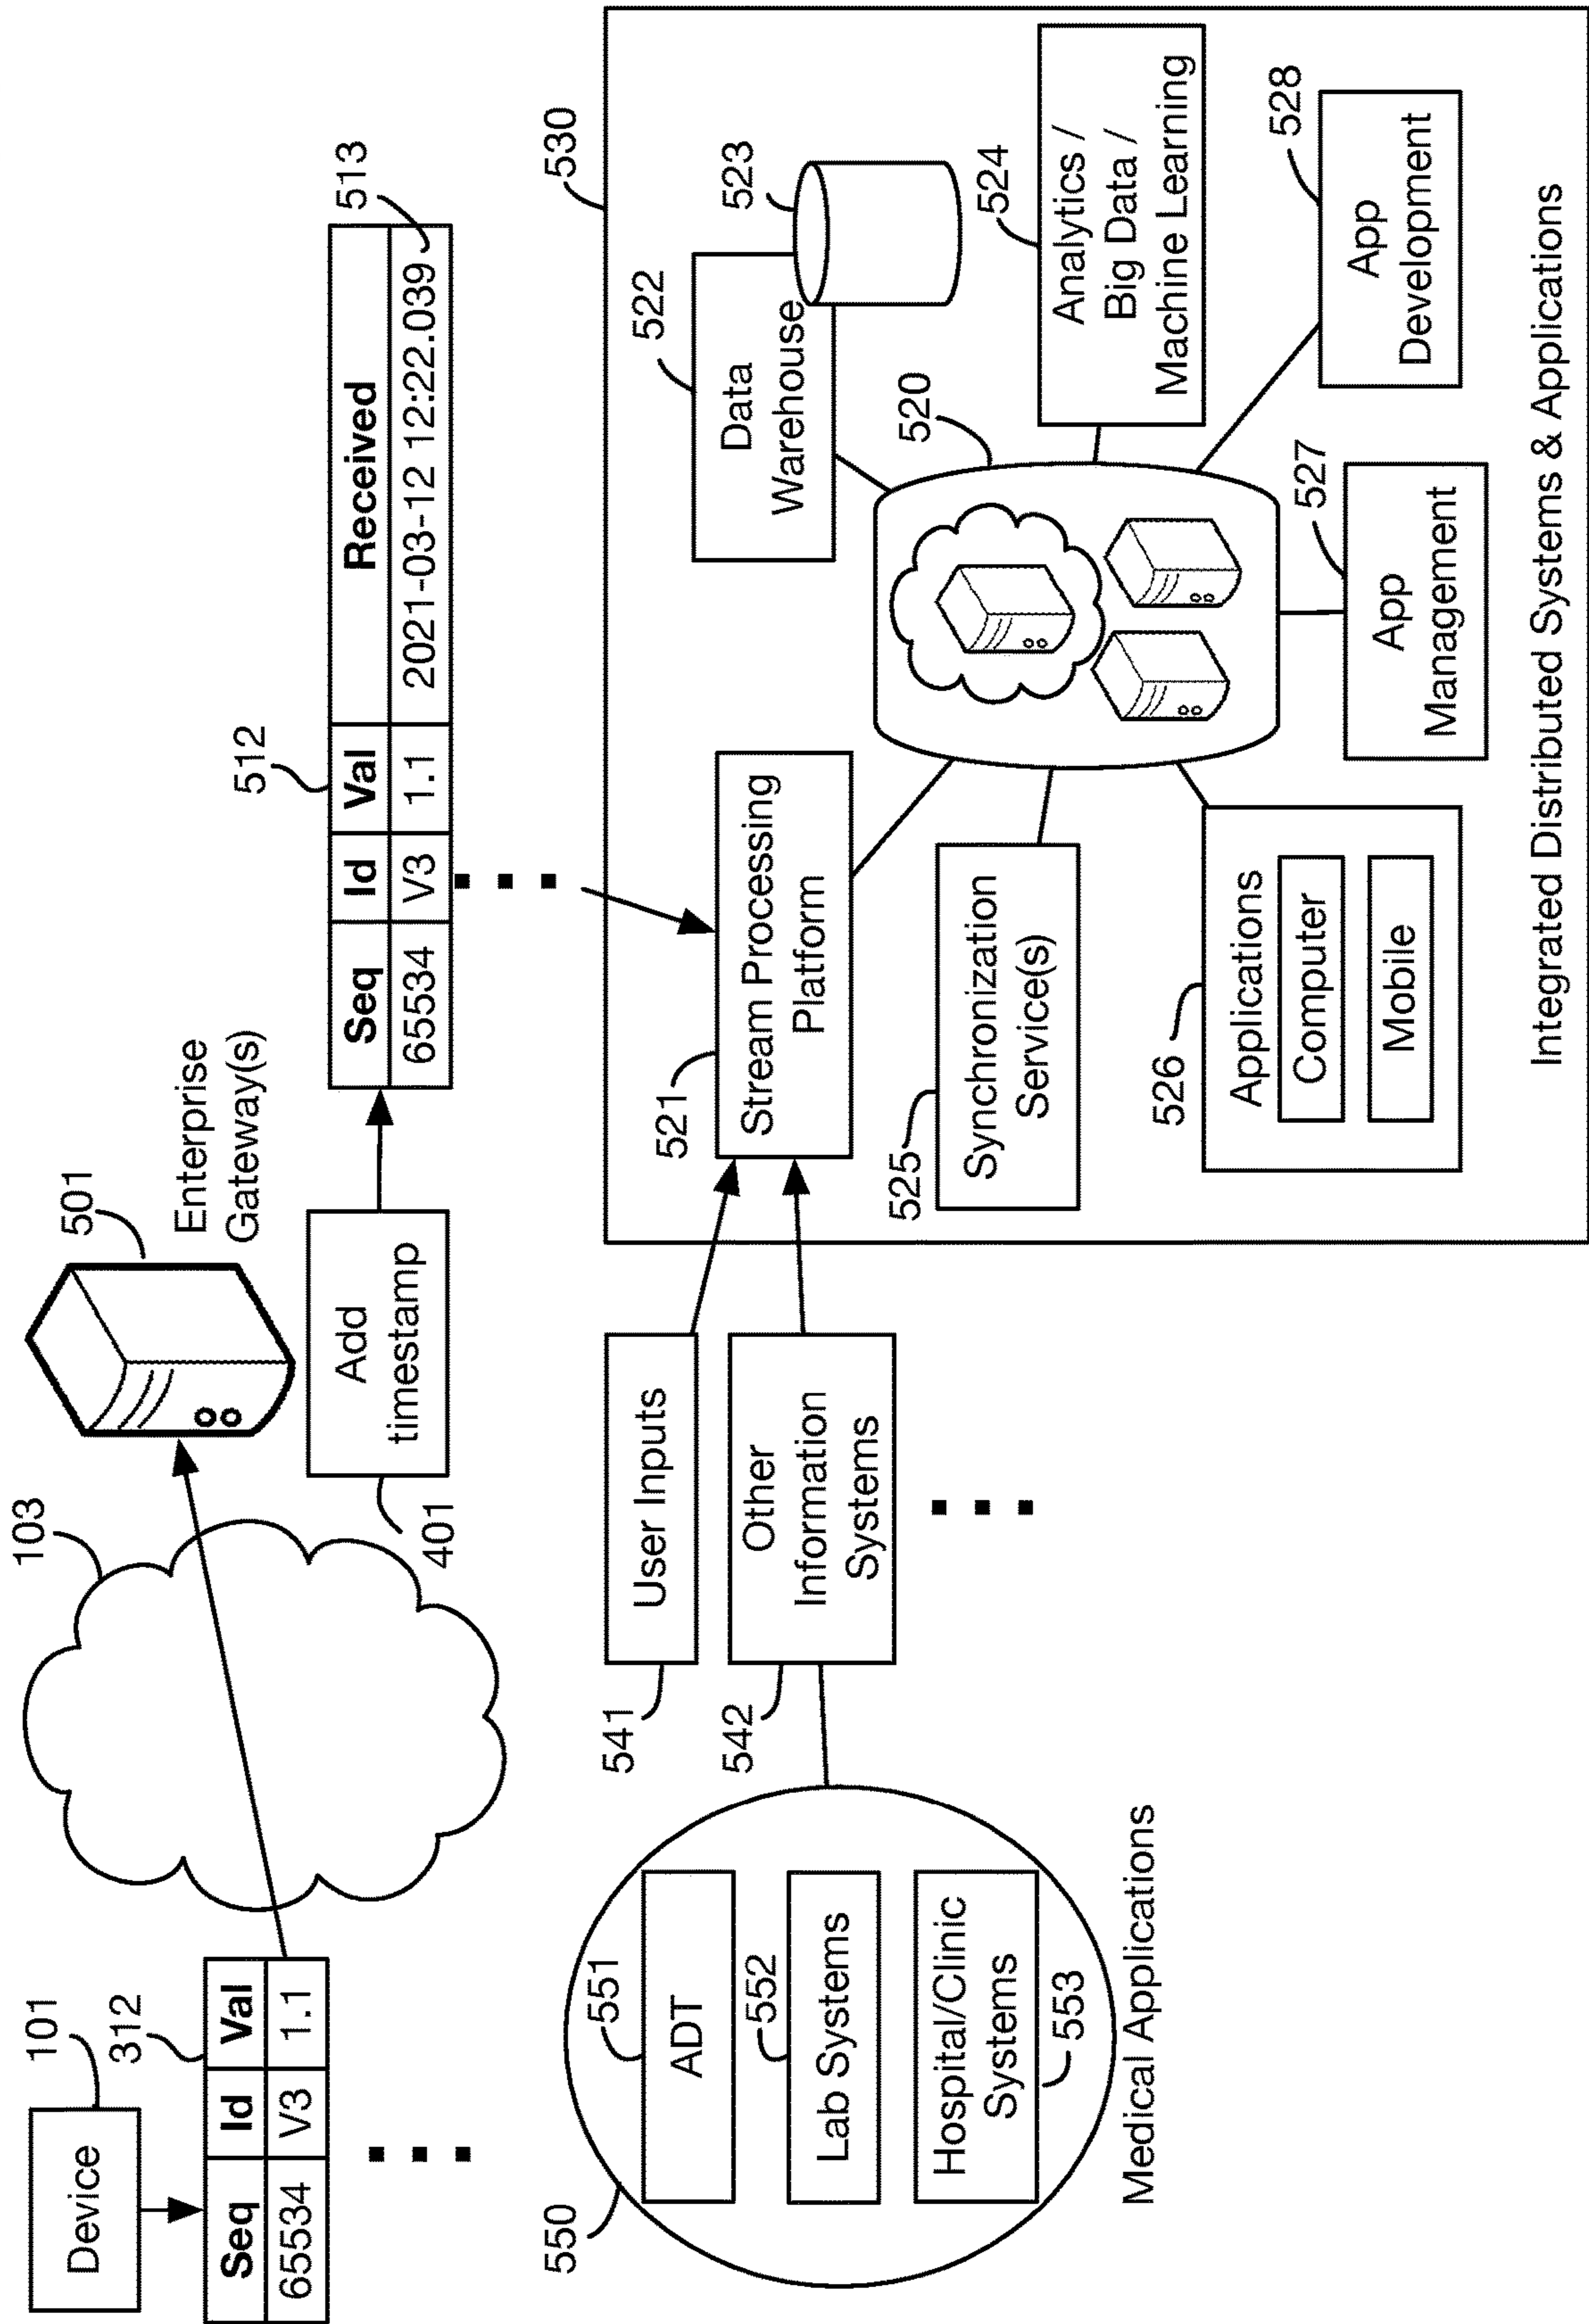 101
Device
312
Seq Id Val
65534 V3 1.1
103
501
Enterprise
Gateway(s)
Add
timestamp
401
512
Seq Id Val Received
65534 V3 1.1 2021-03-12 12:22.039
513
550
551
ADT
552
Lab Systems
Hospital/Clinic
Systems
553
Medical Applications
541
User Inputs
542
Other
Information
Systems
530
521
Stream Processing
Platform
522
Data
Warehouse
523
520
524
Analytics /
Big Data /
Machine Learning
525
Synchronization
Service(s)
526
Applications
Computer
Mobile
527
App
Management
528
App
Development
Integrated Distributed Systems & Applications